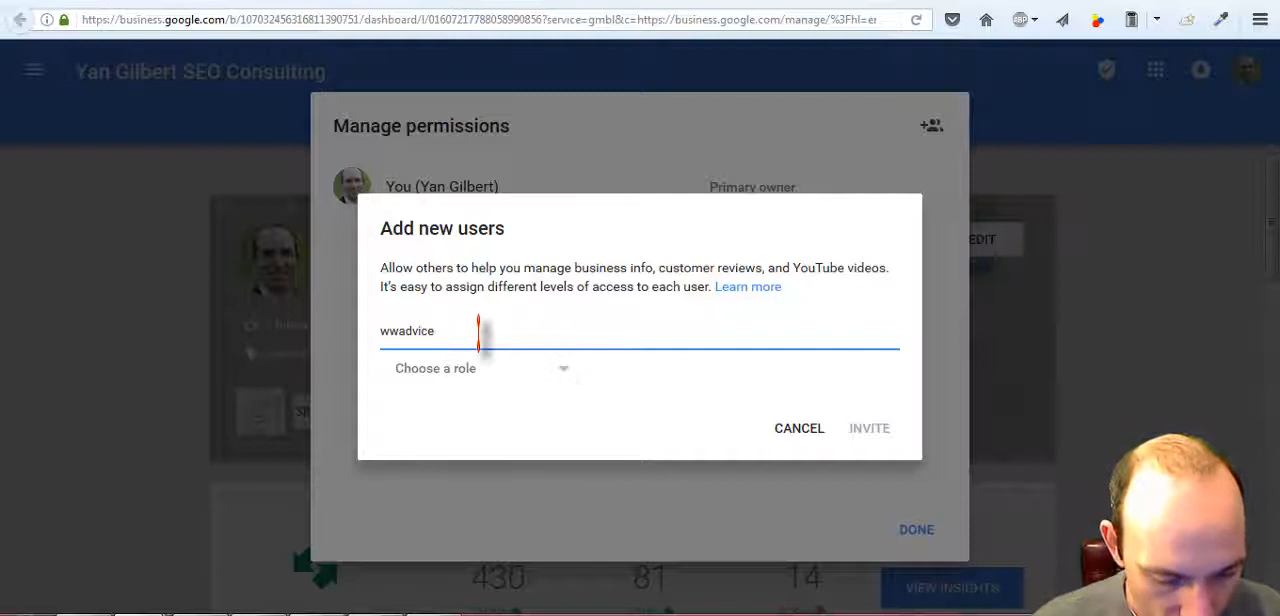 https://business.google.com/b/107032456316811390751/dashboard/l/01607217788058990856?service=gmbl&c=https://business.google.com/manage/%3Fhl=er
ABP
Yan Gilbert SEO Consulting
Manage permissions
You (Yan Gilbert)
Primary owner
Add new users
EDIT
Allow others to help you manage business info, customer reviews, and YouTube videos.
It's easy to assign different levels of access to each user. Learn more
wwadvice
Choose a role
CANCEL
INVITE
DONE
430
81
14
VIEW INSIGHTS